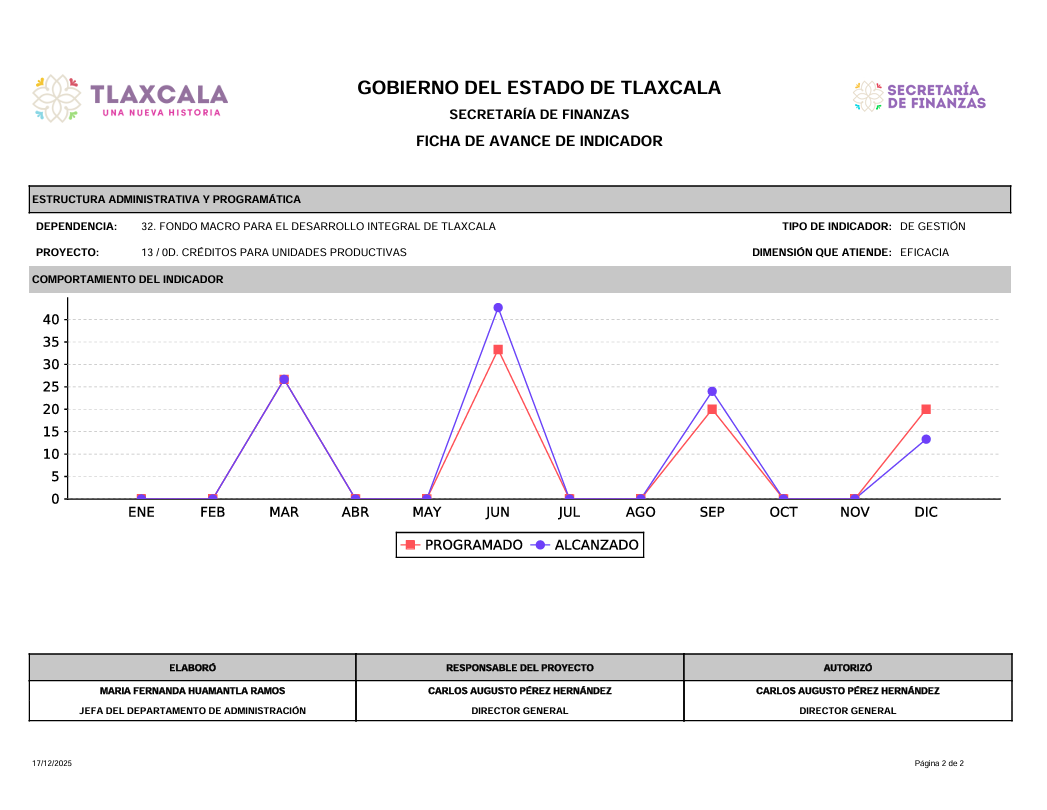 TLAXCALA
UNA NUEVA HISTORIA
GOBIERNO DEL ESTADO DE TLAXCALA
SECRETARÍA DE FINANZAS
FICHA DE AVANCE DE INDICADOR
SECRETARÍA
DE FINANZAS
ESTRUCTURA ADMINISTRATIVA Y PROGRAMÁTICA
DEPENDENCIA: 32. FONDO MACRO PARA EL DESARROLLO INTEGRAL DE TLAXCALA TIPO DE INDICADOR: DE GESTIÓN
PROYECTO: 13 / 0D. CRÉDITOS PARA UNIDADES PRODUCTIVAS DIMENSIÓN QUE ATIENDE: EFICACIA
COMPORTAMIENTO DEL INDICADOR
40
35
30
25
20
15
10
5
0
ENE FEB MAR ABR MAY JUN JUL AGO SEP OCT NOV DIC
PROGRAMADO ALCANZADO
ELABORÓ RESPONSABLE DEL PROYECTO AUTORIZÓ
MARIA FERNANDA HUAMANTLA RAMOS CARLOS AUGUSTO PÉREZ HERNÁNDEZ CARLOS AUGUSTO PÉREZ HERNÁNDEZ
JEFA DEL DEPARTAMENTO DE ADMINISTRACIÓN DIRECTOR GENERAL DIRECTOR GENERAL
17/12/2025 Página 2 de 2